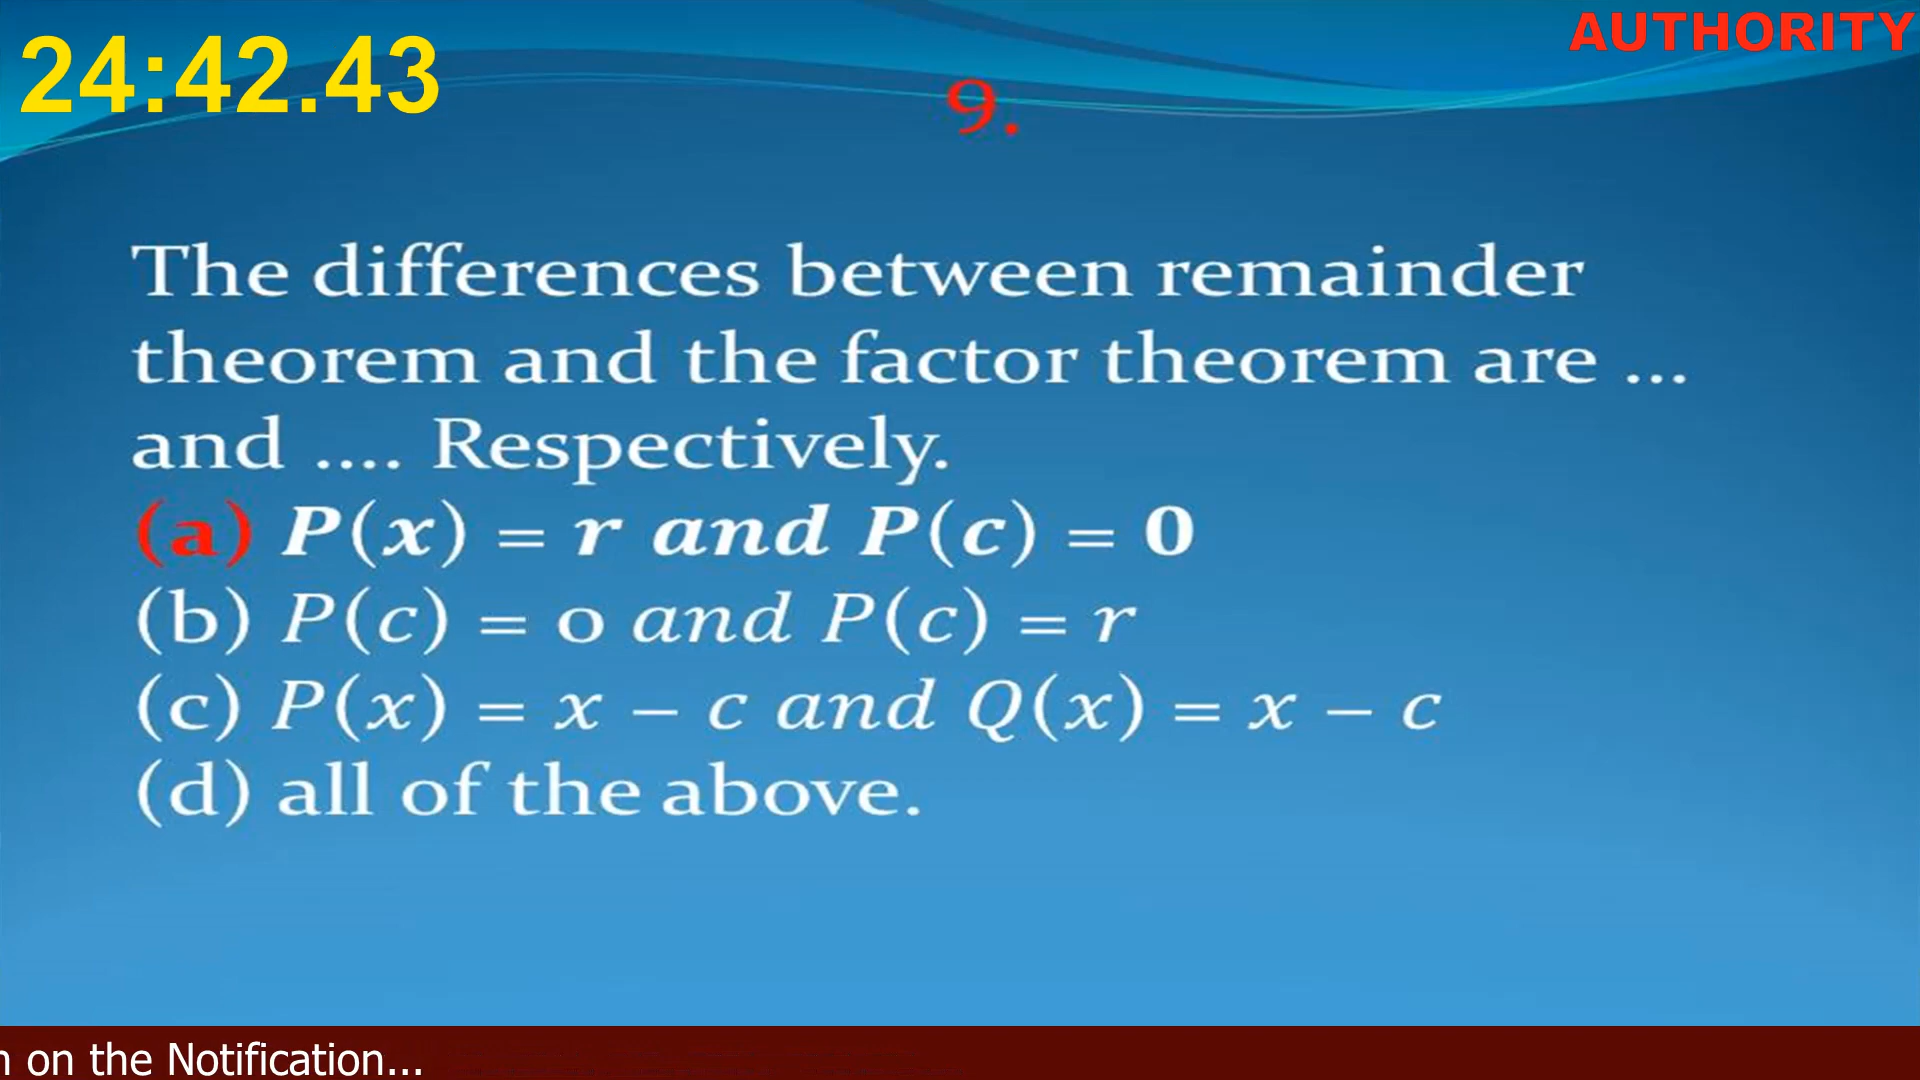 24:42.43
AUTHORITY
9.
The differences between remainder
theorem and the factor theorem are ...
and .... Respectively.
(a) P(x) = r and P(c) = 0
(b) P(c) = 0 and P(c) = r
(c) P(x) = x − c and Q(x) = x − c
(d) all of the above.
on the Notification...